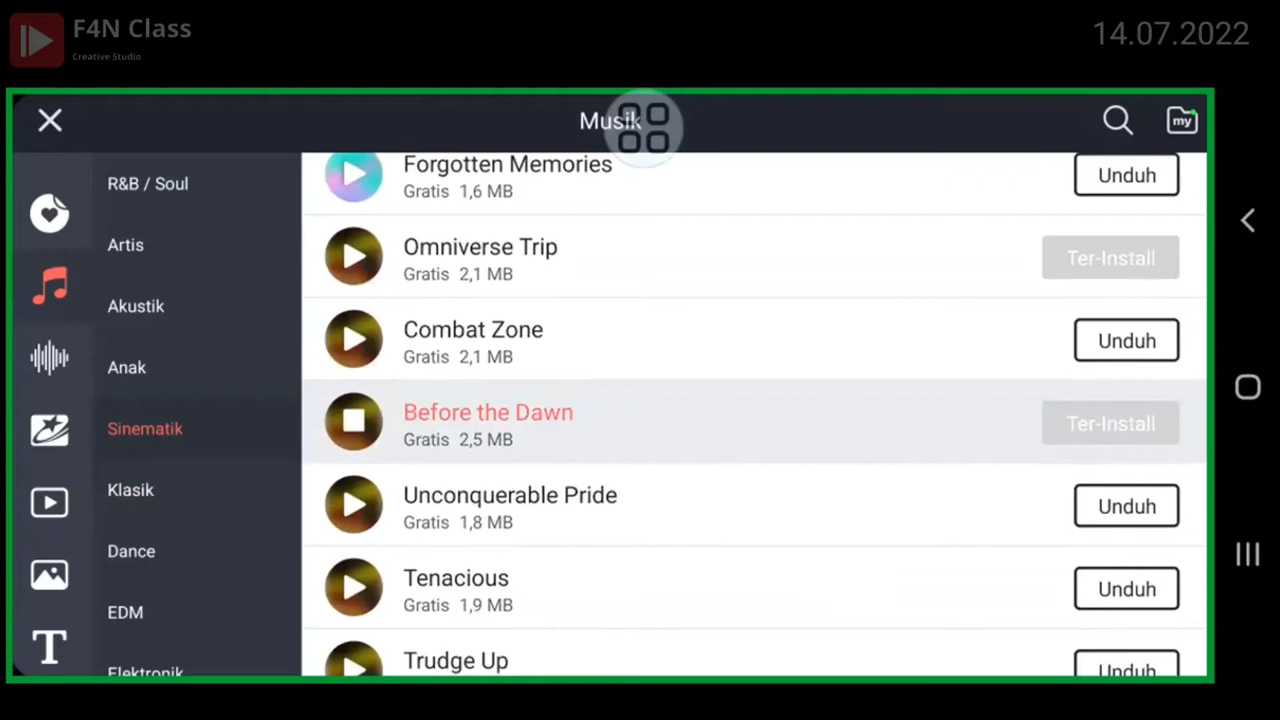 F4N Class
Creative Studio
14.07.2022
Musik
my
R&B / Soul
Artis
Akustik
Anak
Sinematik
Klasik
Dance
EDM
Elektronik
Forgotten Memories
Gratis 1,6 MB
Unduh
Omniverse Trip
Gratis 2,1 MB
Ter-Install
Combat Zone
Gratis 2,1 MB
Unduh
Before the Dawn
Gratis 2,5 MB
Ter-Install
Unconquerable Pride
Gratis 1,8 MB
Unduh
Tenacious
Gratis 1,9 MB
Unduh
Trudge Up
Unduh